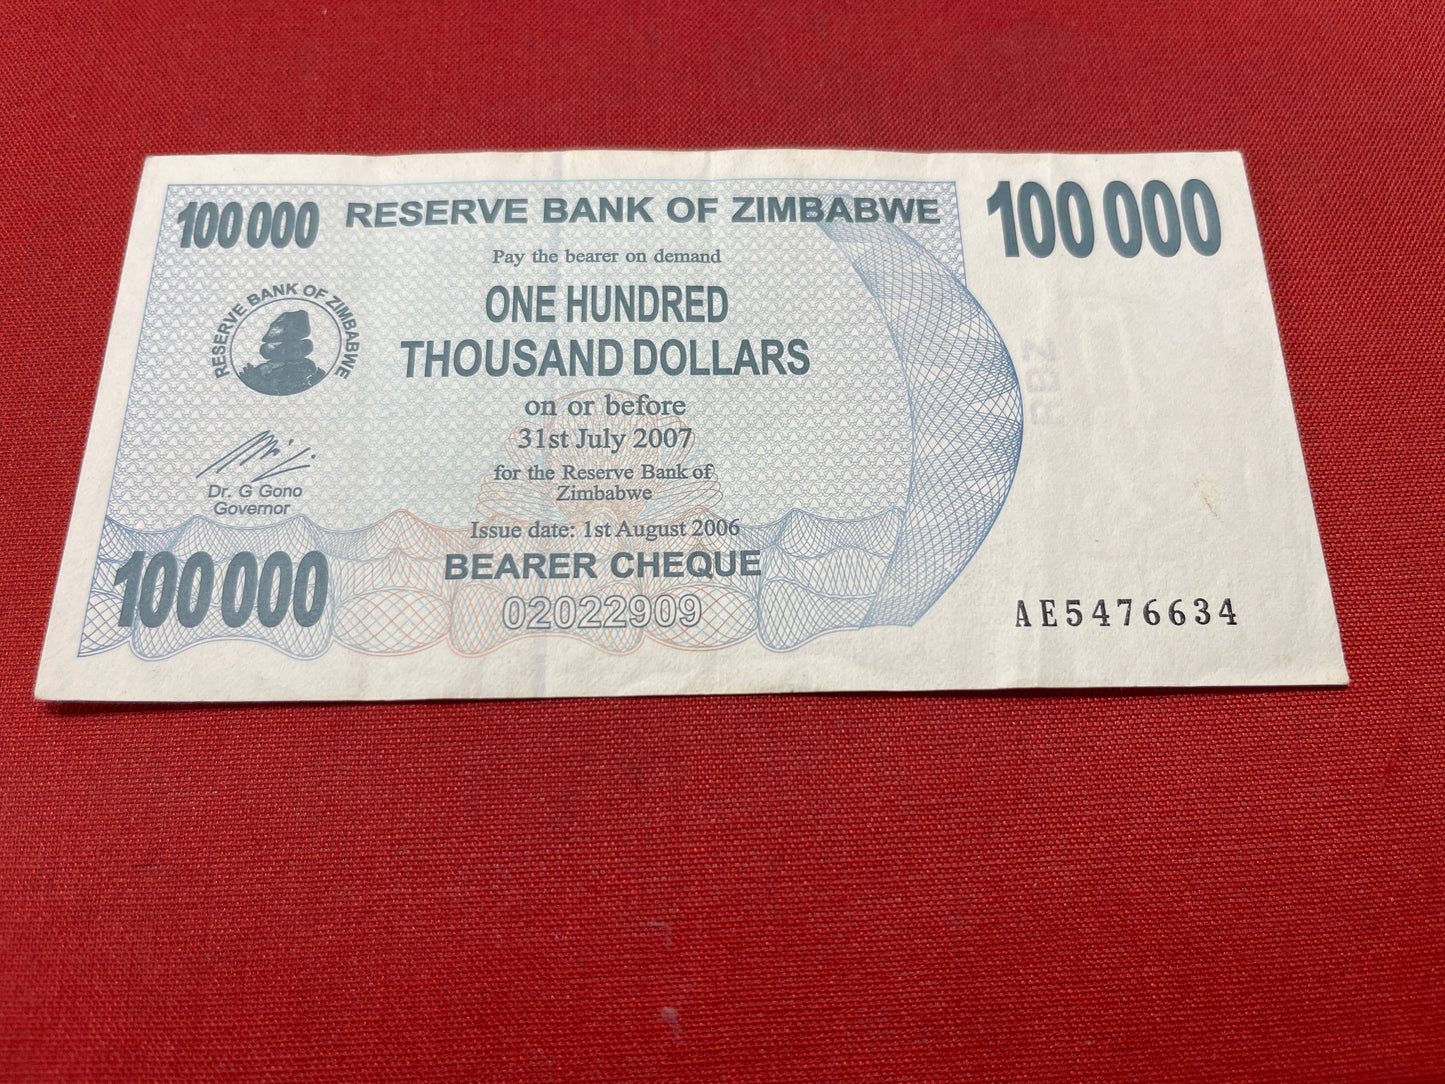 100 000
RESERVE BANK OF ZIMBABWE
100 000
Pay the bearer on demand
ONE HUNDRED
THOUSAND DOLLARS
on or before
31st July 2007
for the Reserve Bank of
Zimbabwe
Issue date: 1st August 2006
BEARER CHEQUE
02022909
RESERVE BANK OF ZIMBABWE
Dr. G Gono
Governor
100 000
RBZ
AE5476634